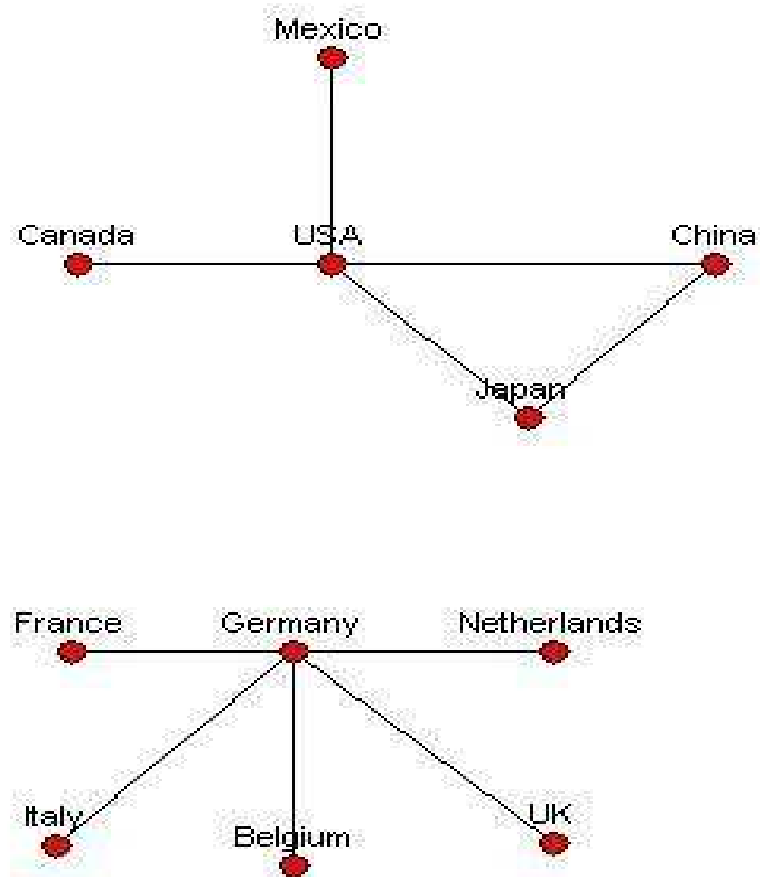 Mexico
Canada USA China
Japan
France Germany Netherlands
Italy Belgium UK